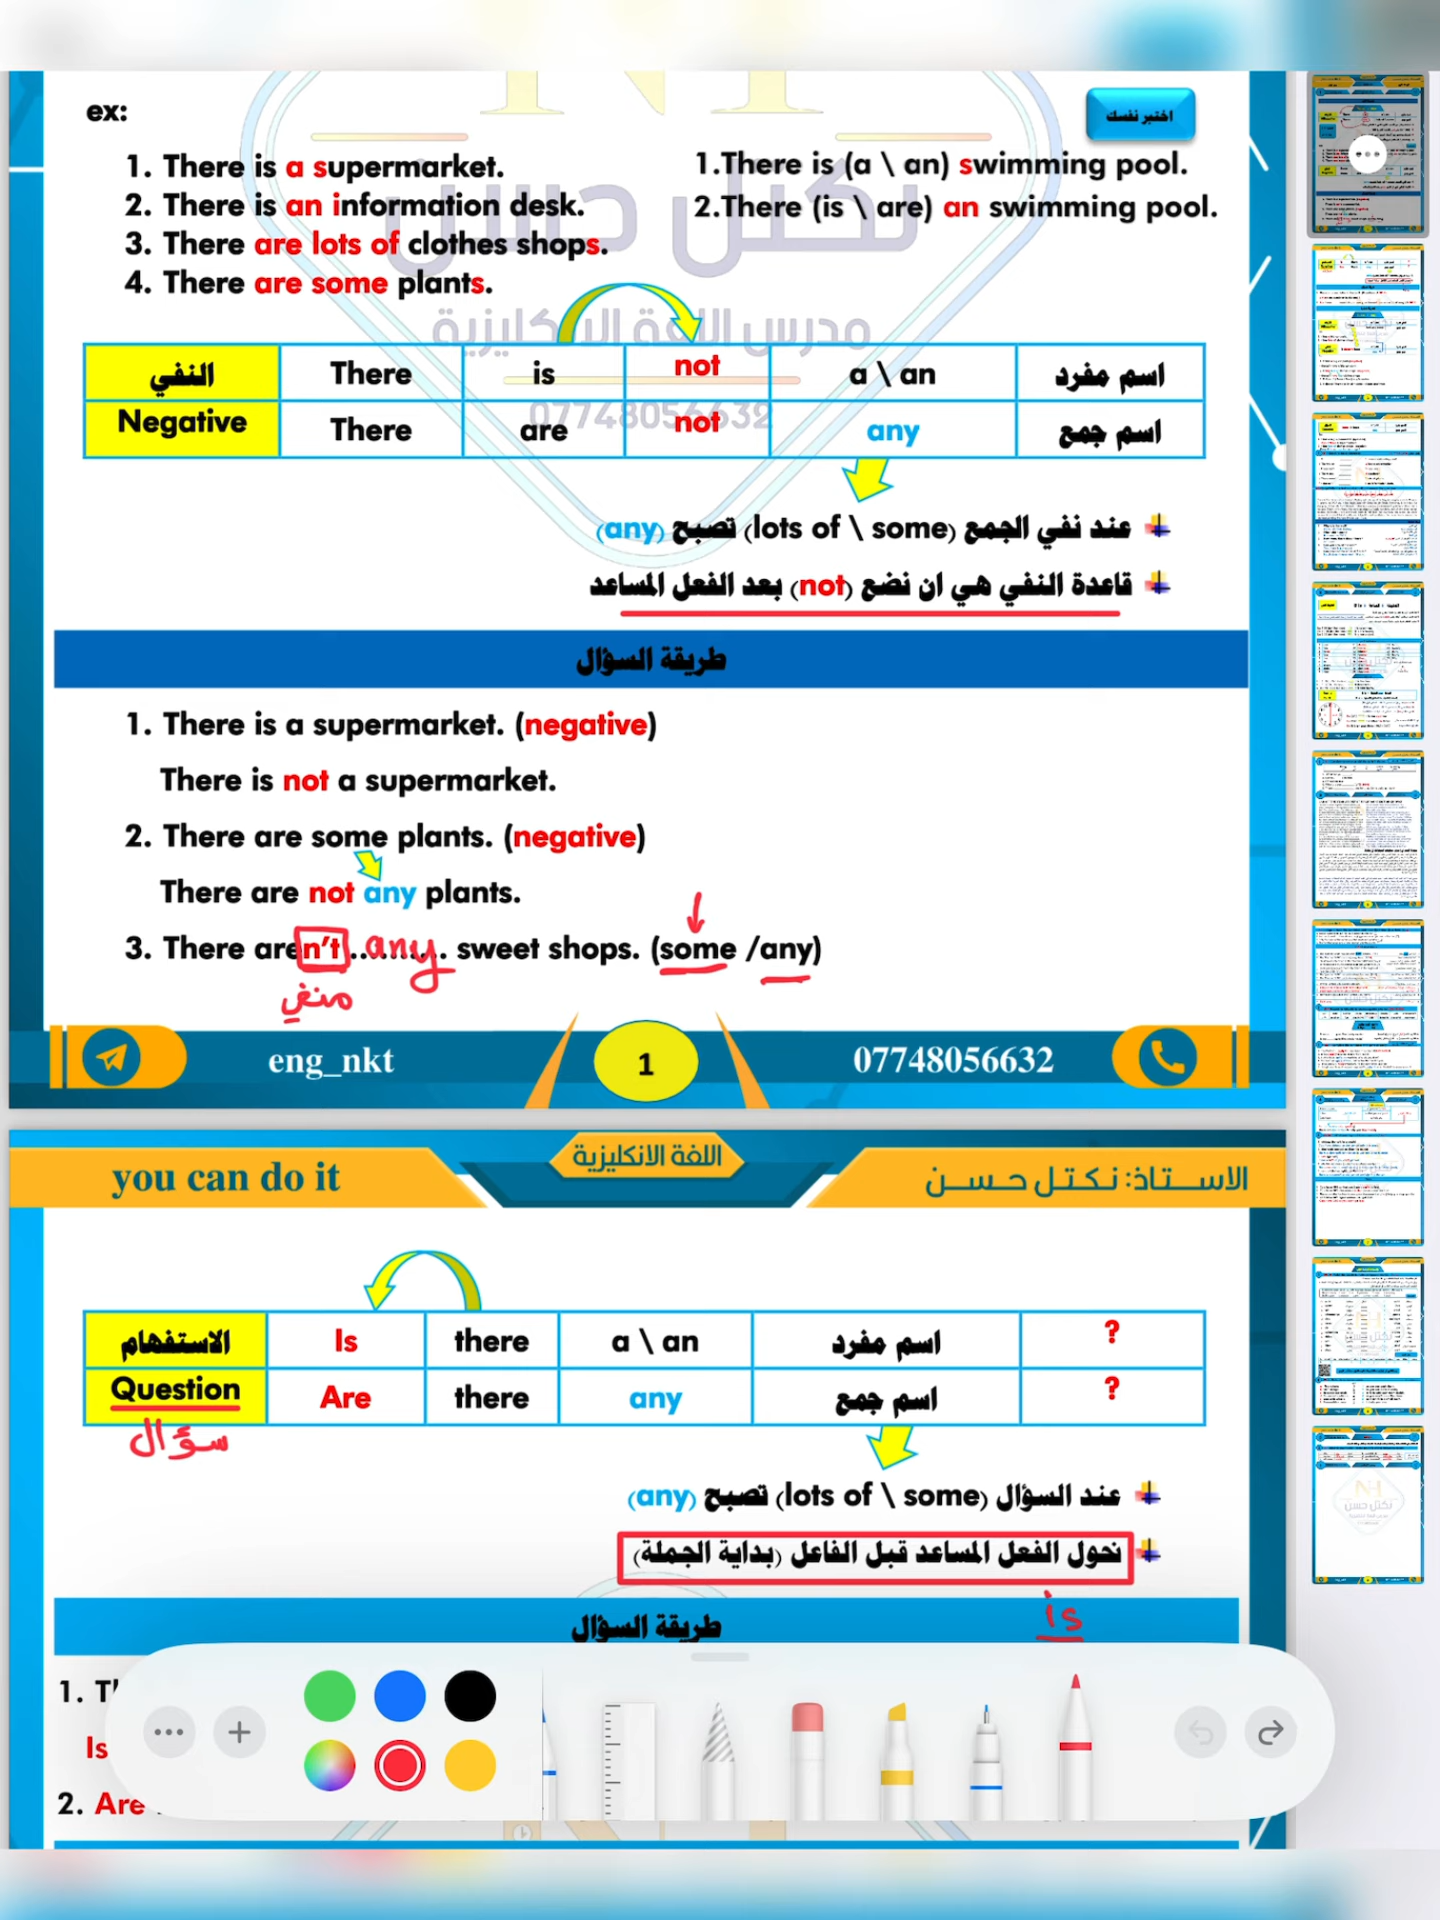 ex:
اختبر نفسك
1. There is a supermarket.
2. There is an information desk.
3. There are lots of clothes shops.
4. There are some plants.
1.There is (a \ an) swimming pool.
2.There (is \ are) an swimming pool.
نكتل حسن
مدرس اللغة الانكليزية
07748056632
النفي There is not a \ an اسم مفرد
Negative There are not any اسم جمع
عند نفي الجمع (lots of \ some) تصبح (any)
قاعدة النفي هي ان نضع (not) بعد الفعل المساعد
طريقة السؤال
1. There is a supermarket. (negative)
There is not a supermarket.
2. There are some plants. (negative)
There are not any plants.
3. There aren't .......... any sweet shops. (some /any)
منفي
eng_nkt 1 07748056632
you can do it اللغة الانكليزية الاستاذ: نكتل حسن
الاستفهام Is there a \ an اسم مفرد ?
Question Are there any اسم جمع ?
سؤال
عند السؤال (lots of \ some) تصبح (any)
نحول الفعل المساعد قبل الفاعل (بداية الجملة)
is
طريقة السؤال
1.
Is
2. Are